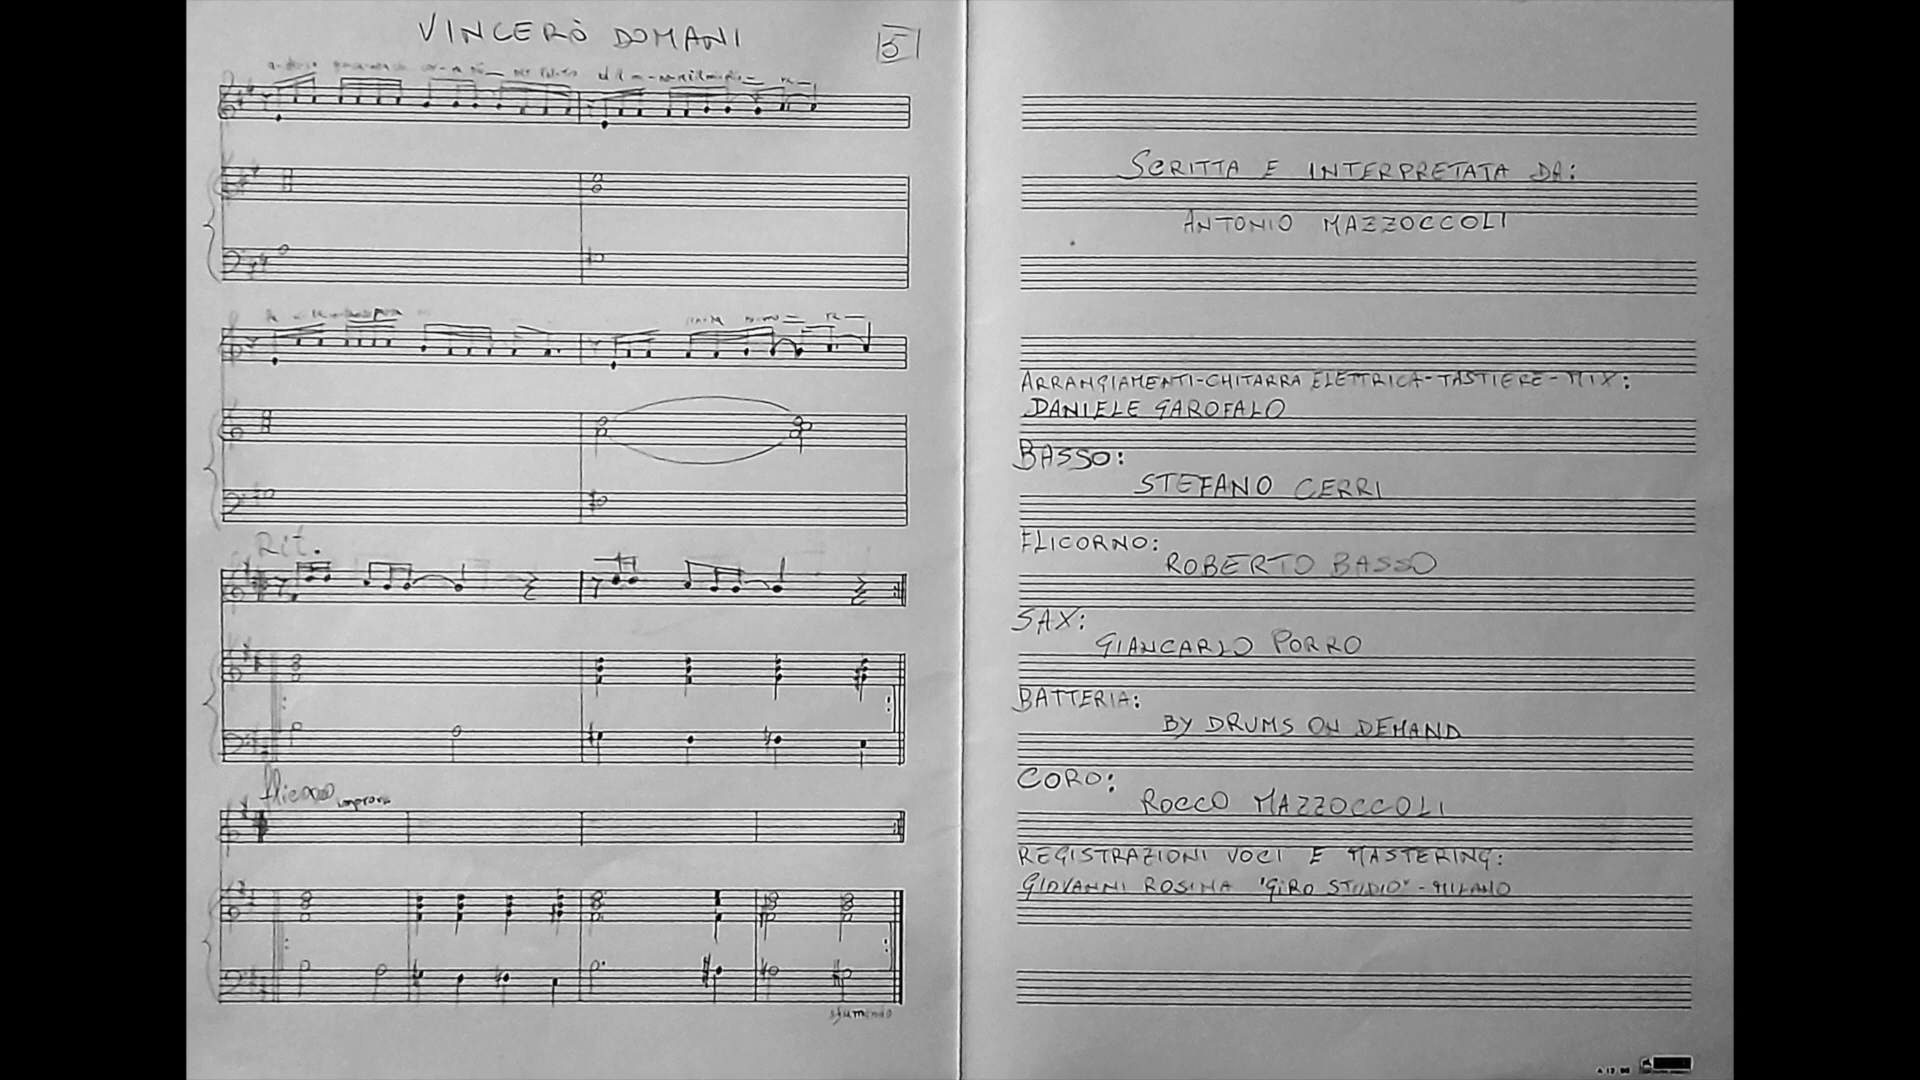 VINCERÒ DOMANI
5
Rit.
flicorno improvv
sfumando
SCRITTA E INTERPRETATA DA:
ANTONIO MAZZOCCOLI
ARRANGIAMENTI-CHITARRA ELETTRICA-TASTIERE-MIX:
DANIELE GAROFALO
BASSO:
STEFANO CERRI
FLICORNO:
ROBERTO BASSO
SAX:
GIANCARLO PORRO
BATTERIA:
BY DRUMS ON DEMAND
CORO:
ROCCO MAZZOCCOLI
REGISTRAZIONI VOCI E MASTERING:
GIOVANNI ROSINA "GIRO STUDIO" - MILANO